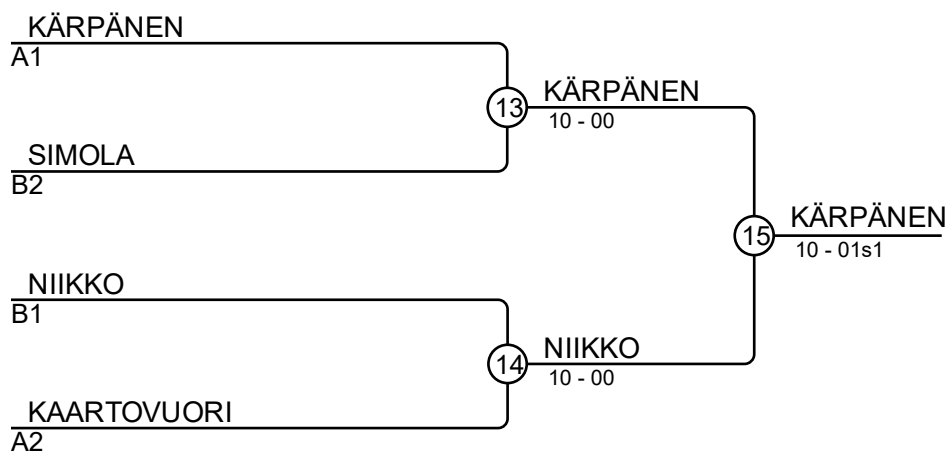 KÄRPÄNEN
A1
13
KÄRPÄNEN
10 - 00
SIMOLA
B2
15
KÄRPÄNEN
10 - 01s1
NIIKKO
B1
14
NIIKKO
10 - 00
KAARTOVUORI
A2